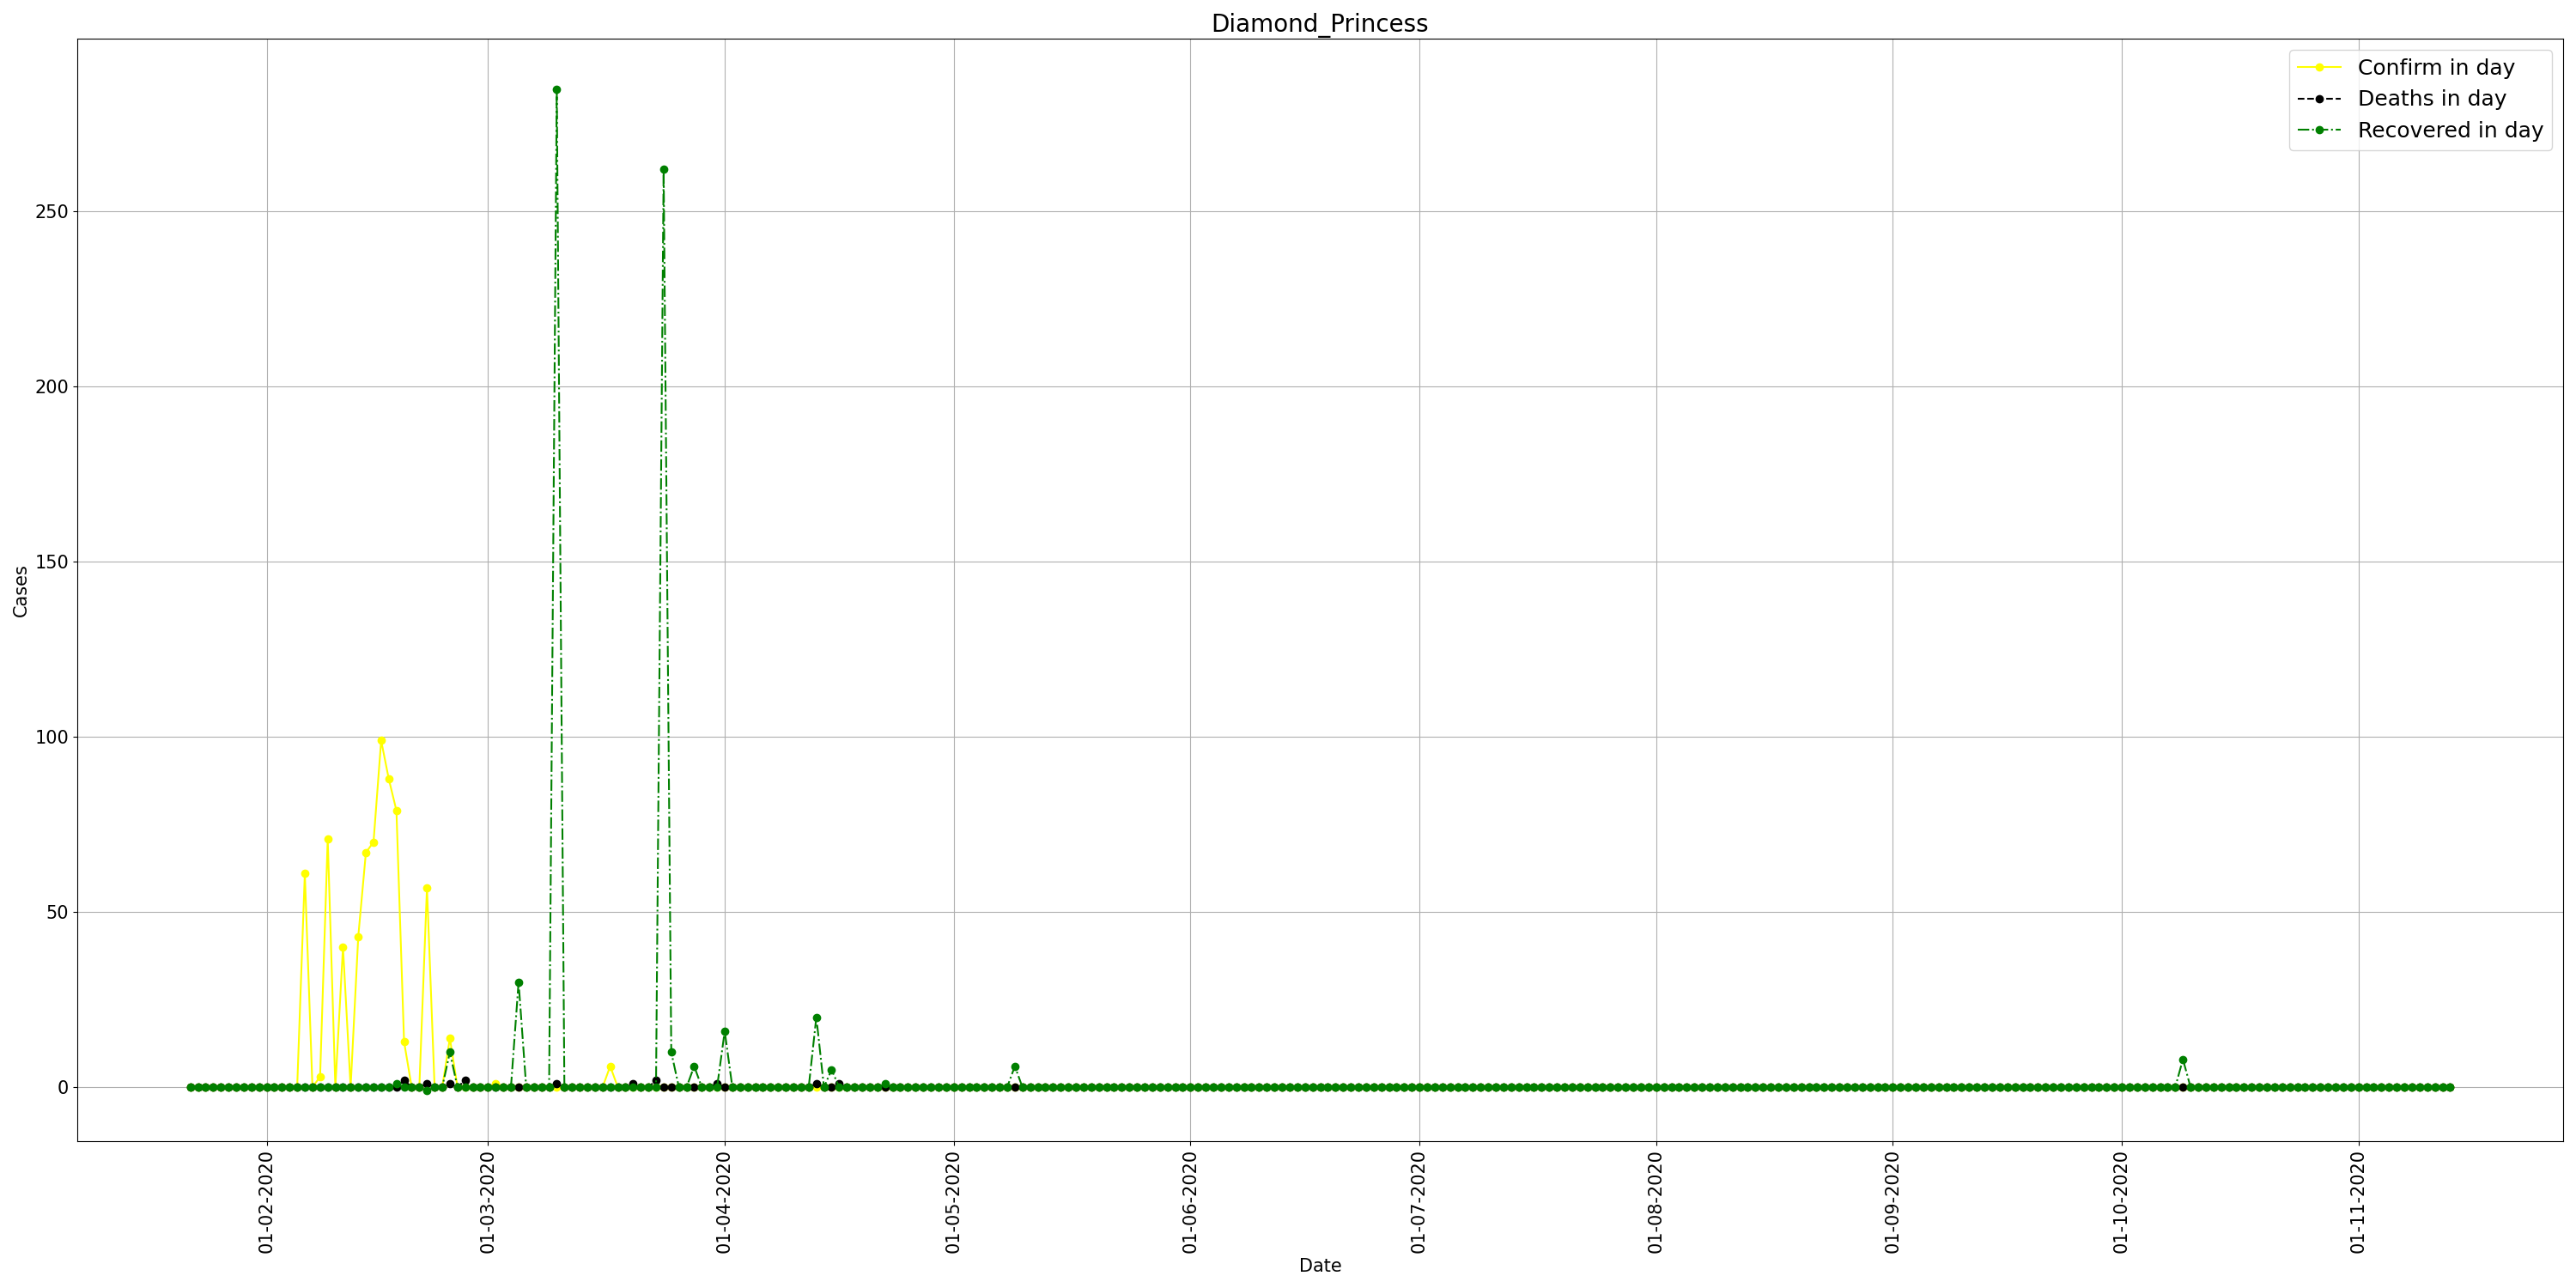 Diamond_Princess
Confirm in day
Deaths in day
Recovered in day
250
200
150
100
50
0
Cases
01-02-2020
01-03-2020
01-04-2020
01-05-2020
01-06-2020
01-07-2020
01-08-2020
01-09-2020
01-10-2020
01-11-2020
Date